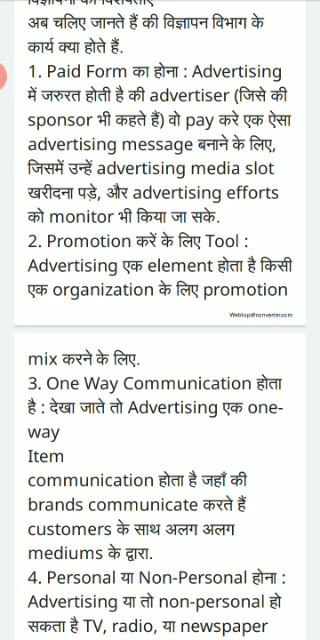 विज्ञापनों की विशेषताएं
अब चलिए जानते हैं की विज्ञापन विभाग के
कार्य क्या होते हैं.
1. Paid Form का होना : Advertising
में जरुरत होती है की advertiser (जिसे की
sponsor भी कहते हैं) वो pay करे एक ऐसा
advertising message बनाने के लिए,
जिसमें उन्हें advertising media slot
खरीदना पड़े, और advertising efforts
को monitor भी किया जा सके.
2. Promotion करें के लिए Tool :
Advertising एक element होता है किसी
एक organization के लिए promotion
Webtopdfconverter.com
mix करने के लिए.
3. One Way Communication होता
है : देखा जाते तो Advertising एक one-
way
Item
communication होता है जहाँ की
brands communicate करते हैं
customers के साथ अलग अलग
mediums के द्वारा.
4. Personal या Non-Personal होना :
Advertising या तो non-personal हो
सकता है TV, radio, या newspaper